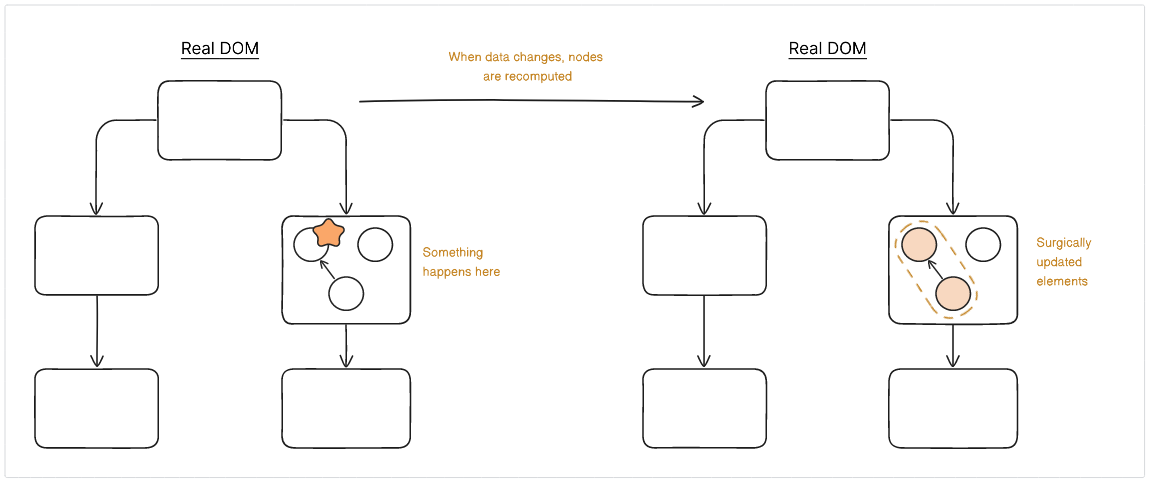 Real DOM
When data changes, nodes
are recomputed
Real DOM
Something
happens here
Surgically
updated
elements